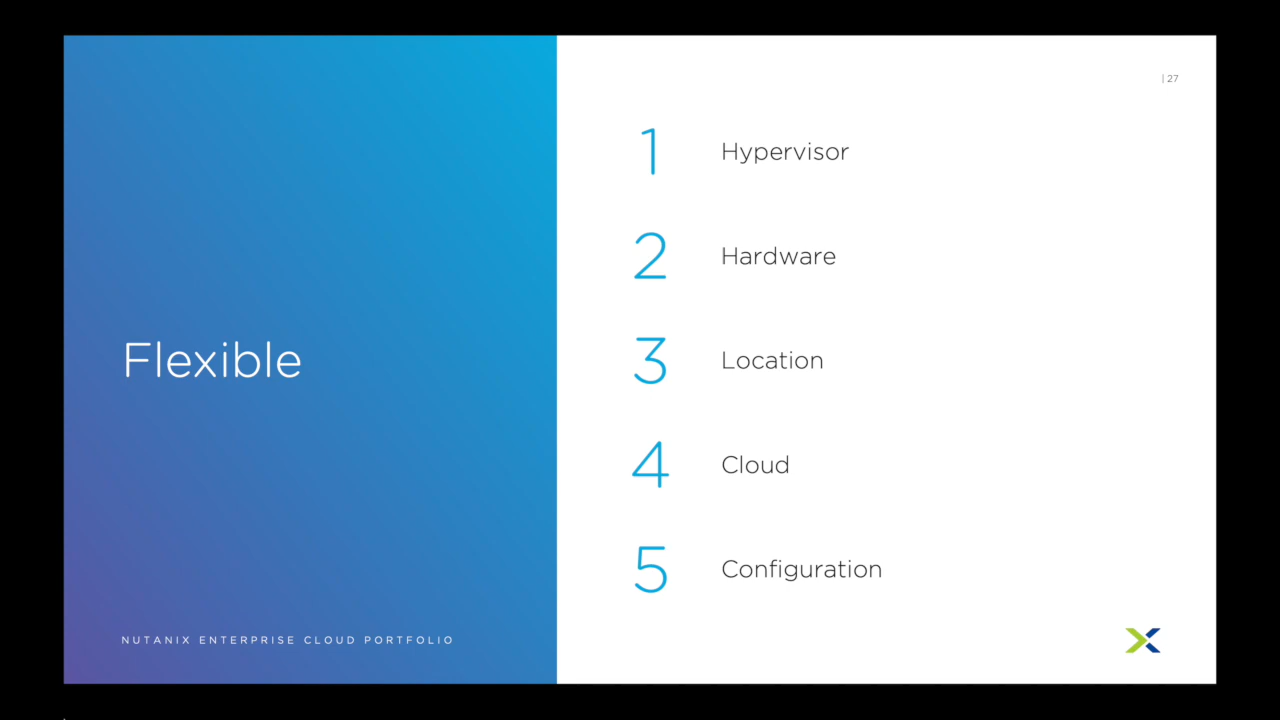 | 27
Flexible
NUTANIX ENTERPRISE CLOUD PORTFOLIO
1 Hypervisor
2 Hardware
3 Location
4 Cloud
5 Configuration